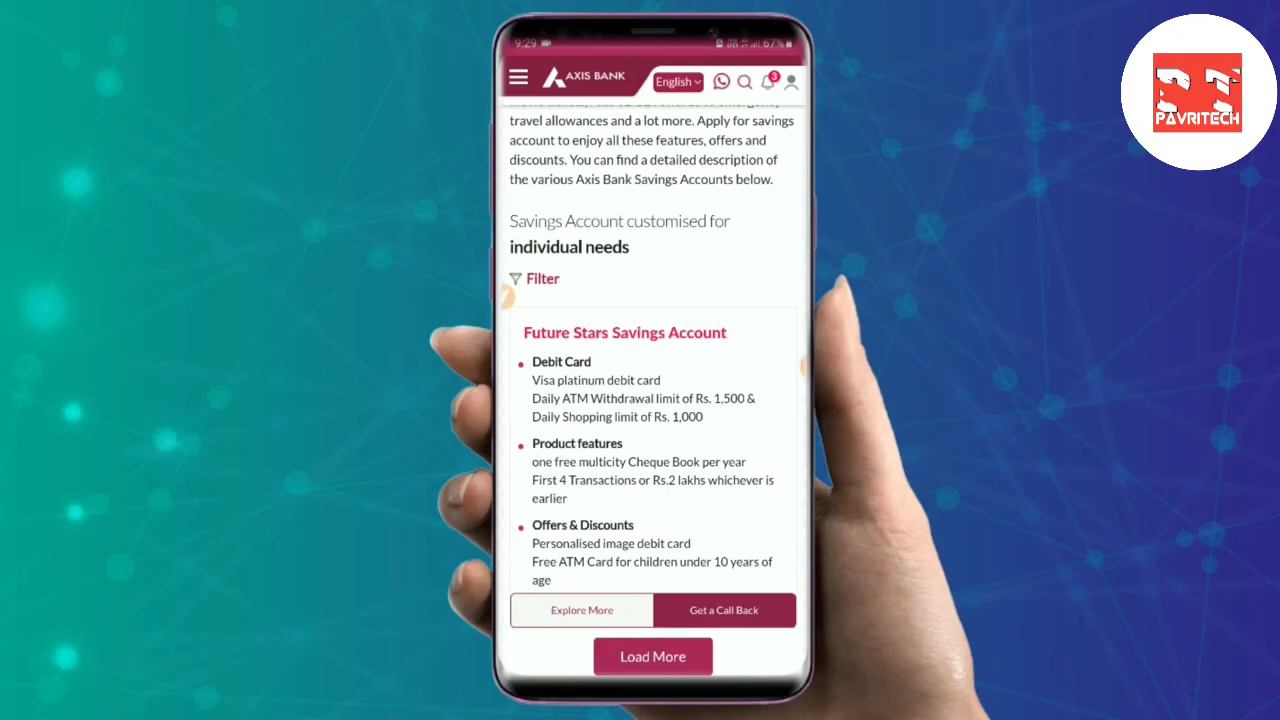 9:29
67%
AXIS BANK
English
3
PAVRITECH
travel allowances and a lot more. Apply for savings
account to enjoy all these features, offers and
discounts. You can find a detailed description of
the various Axis Bank Savings Accounts below.
Savings Account customised for
individual needs
Filter
Future Stars Savings Account
Debit Card
Visa platinum debit card
Daily ATM Withdrawal limit of Rs. 1,500 &
Daily Shopping limit of Rs. 1,000
Product features
one free multicity Cheque Book per year
First 4 Transactions or Rs.2 lakhs whichever is
earlier
Offers & Discounts
Personalised image debit card
Free ATM Card for children under 10 years of
age
Explore More
Get a Call Back
Load More